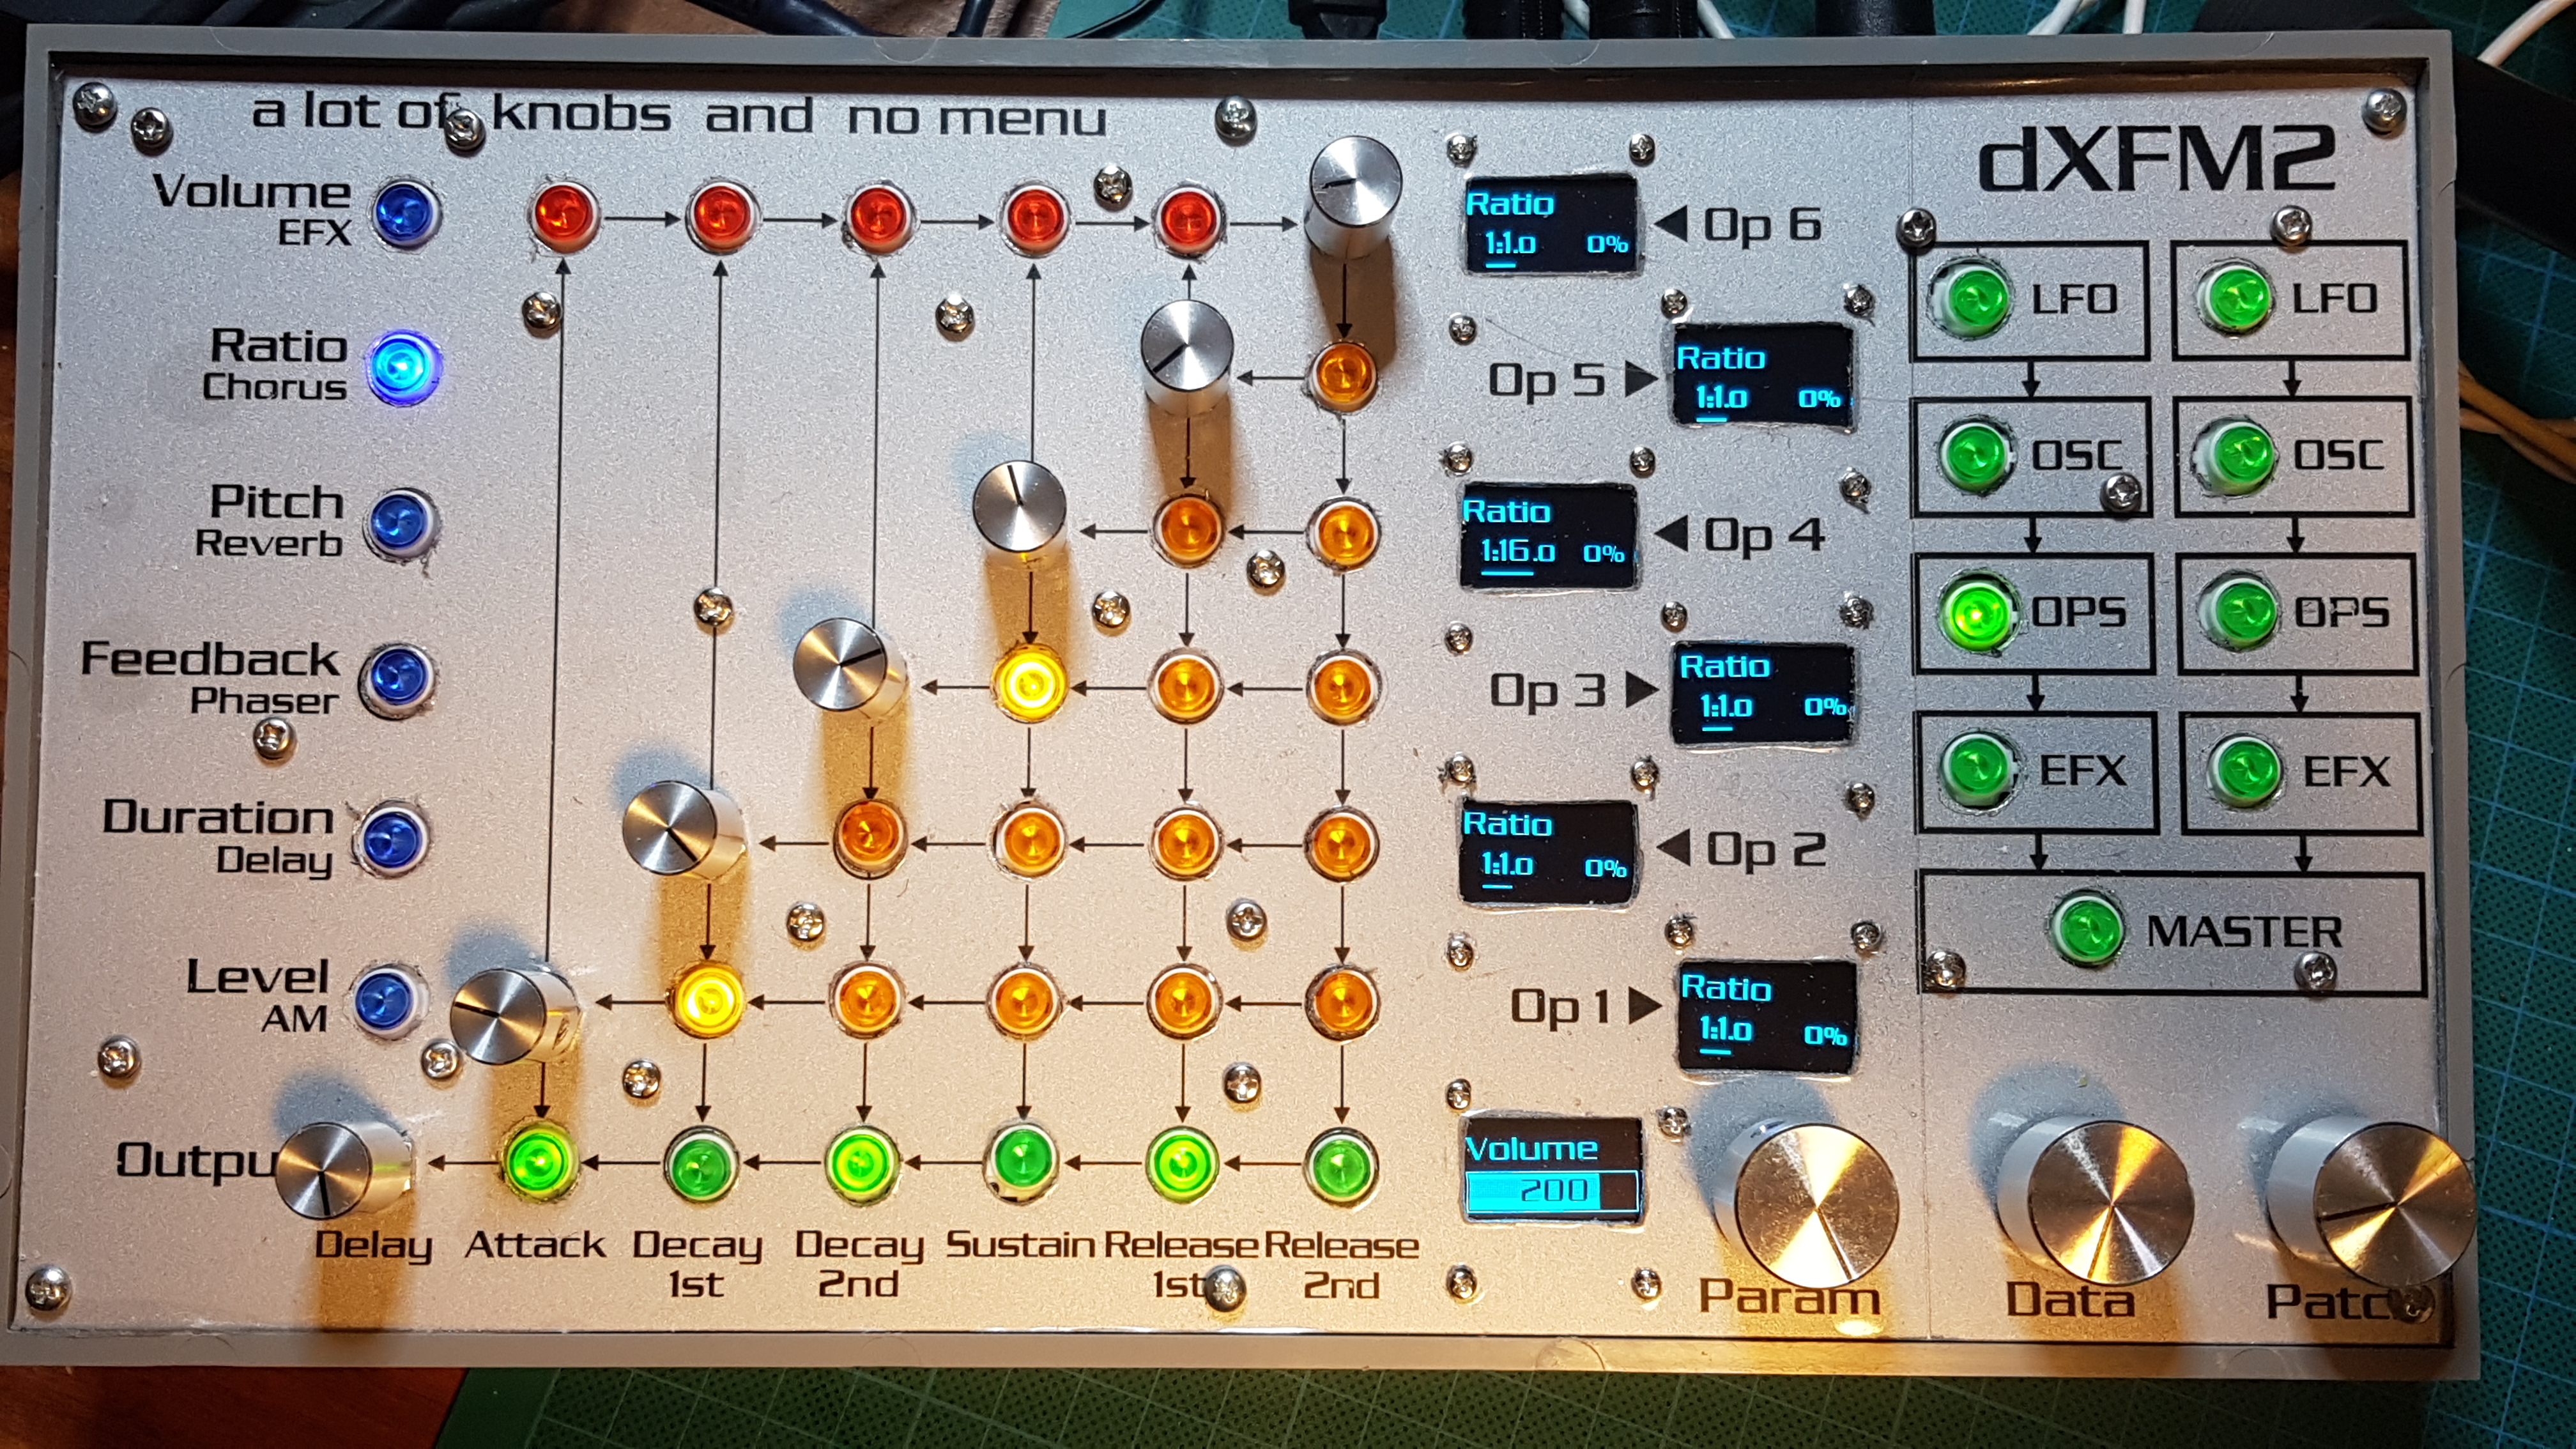 a lot of knobs and no menu
dXFM2
Volume
EFX
Ratio
Chorus
Pitch
Reverb
Feedback
Phaser
Duration
Delay
Level
AM
Output
Delay
Attack
Decay
1st
Decay
2nd
Sustain
Release
1st
Release
2nd
Ratio
1:1.0 0%
Op 6
Op 5
Ratio
1:1.0 0%
Ratio
1:16.0 0%
Op 4
Op 3
Ratio
1:1.0 0%
Ratio
1:1.0 0%
Op 2
Op 1
Ratio
1:1.0 0%
Volume
200
Param
Data
Patc
LFO
LFO
OSC
OSC
OPS
OPS
EFX
EFX
MASTER